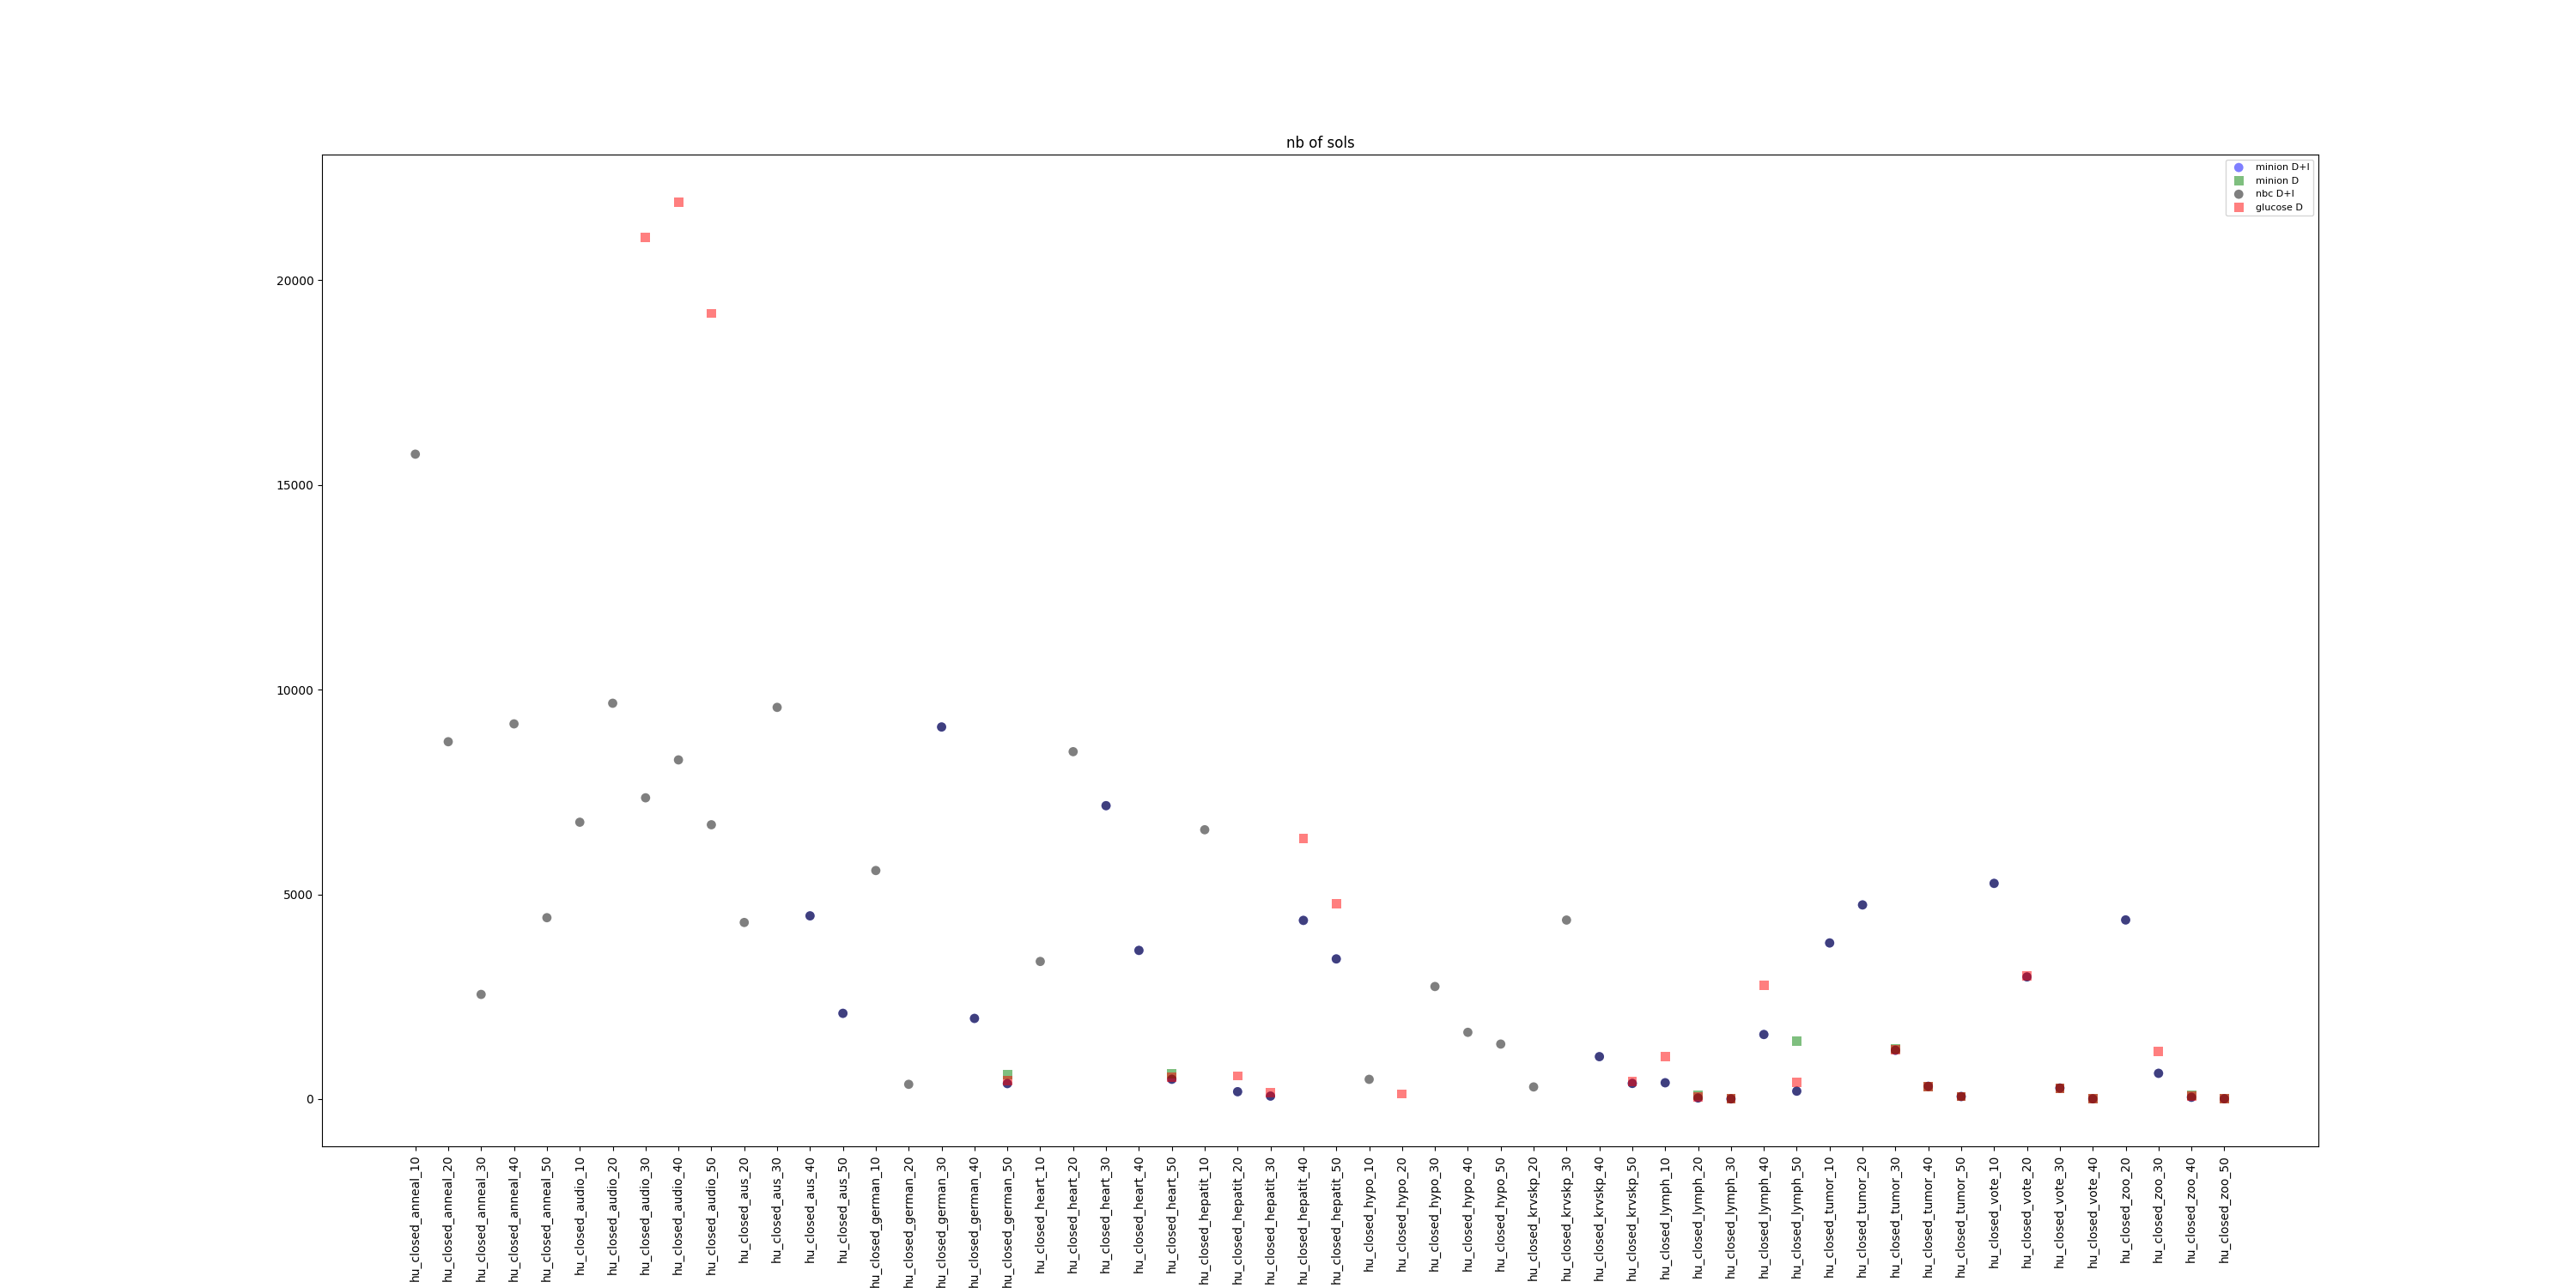 nb of sols
minion D+I
minion D
nbc D+I
glucose D
20000
15000
10000
5000
0
hu_closed_anneal_10
hu_closed_anneal_20
hu_closed_anneal_30
hu_closed_anneal_40
hu_closed_anneal_50
hu_closed_audio_10
hu_closed_audio_20
hu_closed_audio_30
hu_closed_audio_40
hu_closed_audio_50
hu_closed_aus_20
hu_closed_aus_30
hu_closed_aus_40
hu_closed_aus_50
hu_closed_german_10
hu_closed_german_20
hu_closed_german_30
hu_closed_german_40
hu_closed_german_50
hu_closed_heart_10
hu_closed_heart_20
hu_closed_heart_30
hu_closed_heart_40
hu_closed_heart_50
hu_closed_hepatit_10
hu_closed_hepatit_20
hu_closed_hepatit_30
hu_closed_hepatit_40
hu_closed_hepatit_50
hu_closed_hypo_10
hu_closed_hypo_20
hu_closed_hypo_30
hu_closed_hypo_40
hu_closed_hypo_50
hu_closed_krvskp_20
hu_closed_krvskp_30
hu_closed_krvskp_40
hu_closed_krvskp_50
hu_closed_lymph_10
hu_closed_lymph_20
hu_closed_lymph_30
hu_closed_lymph_40
hu_closed_lymph_50
hu_closed_tumor_10
hu_closed_tumor_20
hu_closed_tumor_30
hu_closed_tumor_40
hu_closed_tumor_50
hu_closed_vote_10
hu_closed_vote_20
hu_closed_vote_30
hu_closed_vote_40
hu_closed_zoo_20
hu_closed_zoo_30
hu_closed_zoo_40
hu_closed_zoo_50